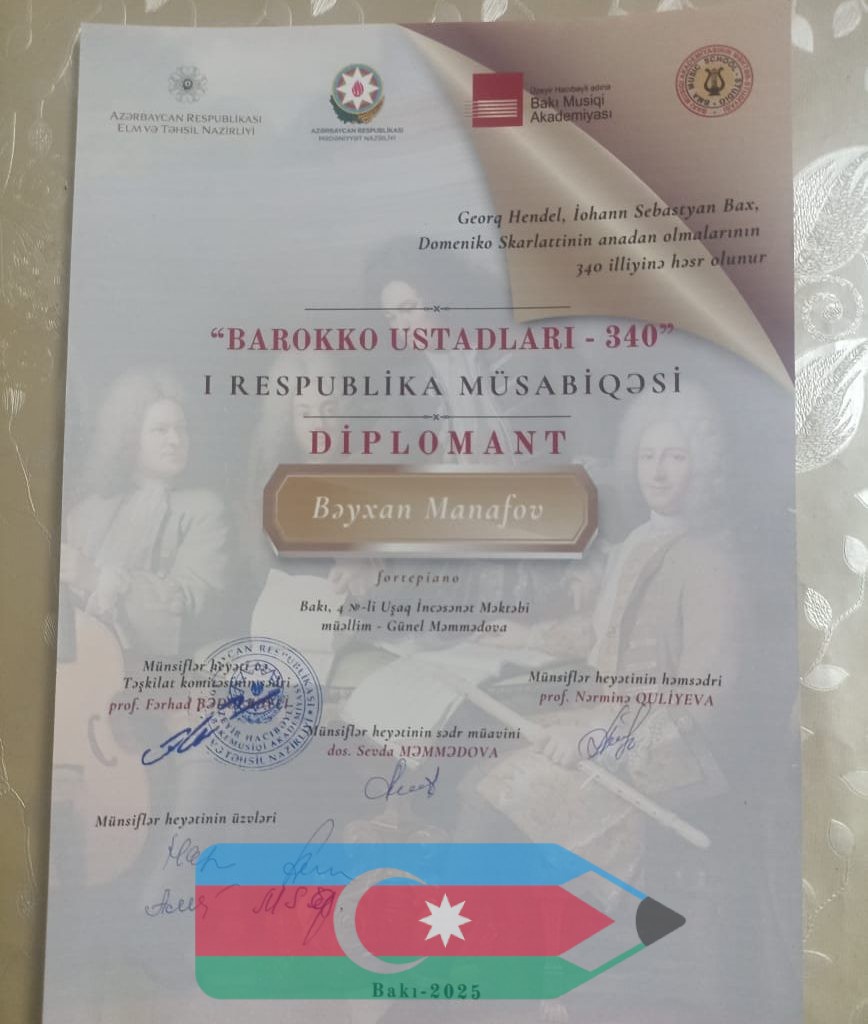 AZƏRBAYCAN RESPUBLİKASI
ELM VƏ TƏHSİL NAZİRLİYİ
AZƏRBAYCAN RESPUBLİKASI
MƏDƏNİYYƏT NAZİRLİYİ
Üzeyir Hacıbəyli adına
Bakı Musiqi
Akademiyası
BMA MUSIC SCHOOL-STUDIO
Georq Hendel, İohann Sebastyan Bax,
Domeniko Skarlattinin anadan olmalarının
340 illiyinə həsr olunur
“BAROKKO USTADLARI - 340”
I RESPUBLİKA MÜSABİQƏSİ
DİPLOMANT
Bəyxan Manafov
fortepiano
Bakı, 4 №-li Uşaq İncəsənət Məktəbi
müəllim - Günel Məmmədova
Münsiflər heyəti və
Təşkilat komitəsinin sədri
prof. Fərhad
Münsiflər heyətinin həmsədri
prof. Nərminə QULİYEVA
Münsiflər heyətinin sədr müavini
dos. Sevda MƏMMƏDOVA
Münsiflər heyətinin üzvləri
Bakı-2025